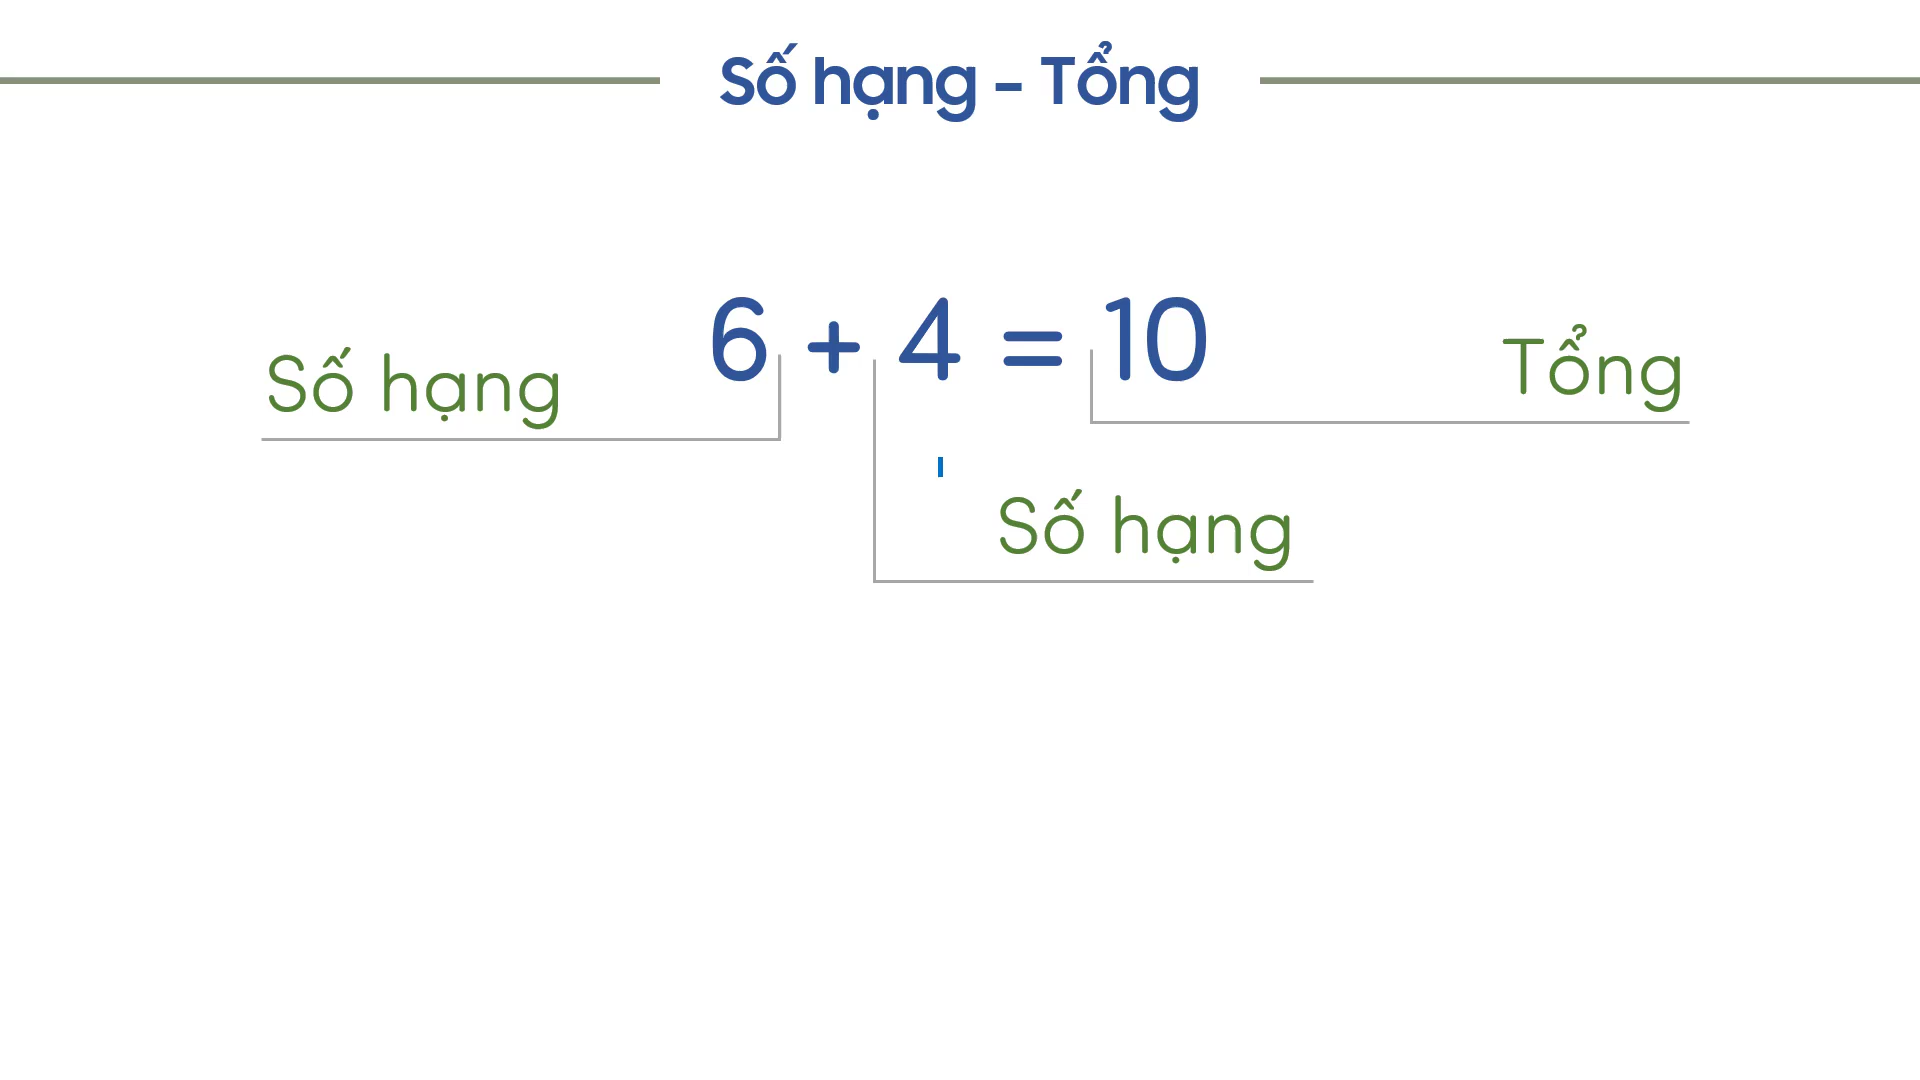 Số hạng - Tổng
6 + 4 = 10
Số hạng
Tổng
Số hạng